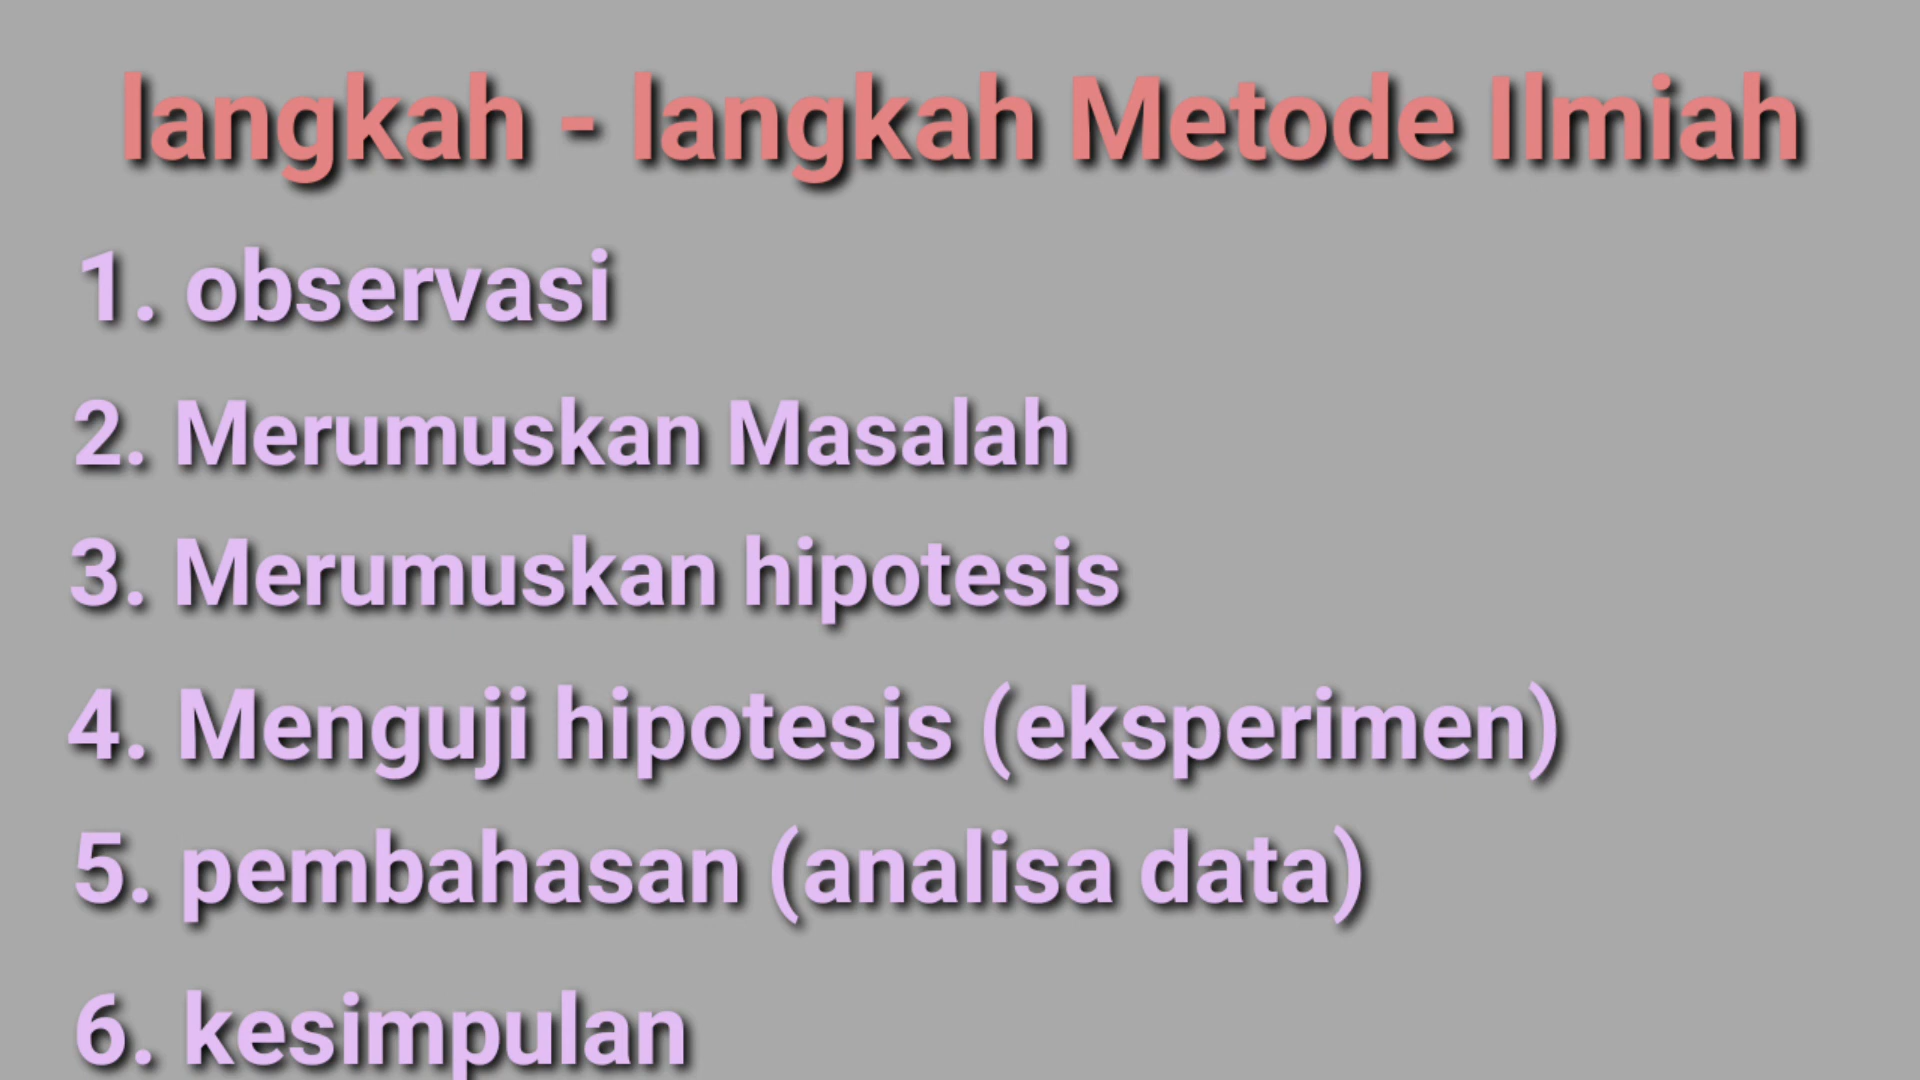 langkah - langkah Metode Ilmiah
1. observasi
2. Merumuskan Masalah
3. Merumuskan hipotesis
4. Menguji hipotesis (eksperimen)
5. pembahasan (analisa data)
6. kesimpulan